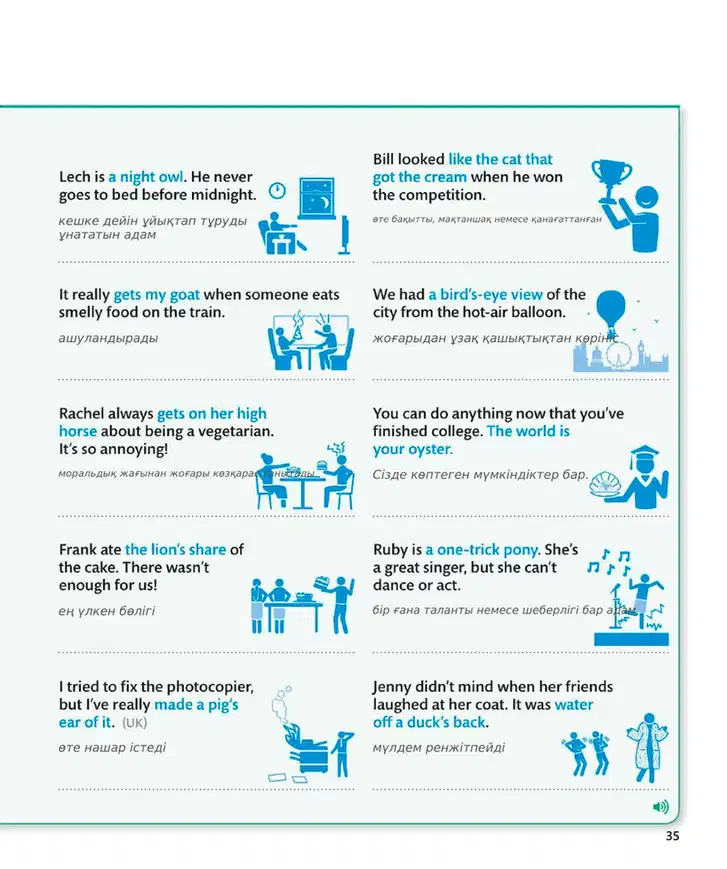 Lech is a night owl. He never
goes to bed before midnight.
кешке дейін ұйықтап тұруды
ұнататын адам
Bill looked like the cat that
got the cream when he won
the competition.
өте бақытты, мақтаншақ немесе қанағаттанған
It really gets my goat when someone eats
smelly food on the train.
ашуландырады
We had a bird's-eye view of the
city from the hot-air balloon.
жоғарыдан ұзақ қашықтықтан көрініс
Rachel always gets on her high
horse about being a vegetarian.
It's so annoying!
моральдық жағынан жоғары көзқарас танытады
You can do anything now that you've
finished college. The world is
your oyster.
Сізде көптеген мүмкіндіктер бар.
Frank ate the lion's share of
the cake. There wasn't
enough for us!
ең үлкен бөлігі
Ruby is a one-trick pony. She's
a great singer, but she can't
dance or act.
бір ғана таланты немесе шеберлігі бар адам
I tried to fix the photocopier,
but I've really made a pig's
ear of it. (UK)
өте нашар істеді
Jenny didn't mind when her friends
laughed at her coat. It was water
off a duck's back.
мүлдем ренжітпейді
35